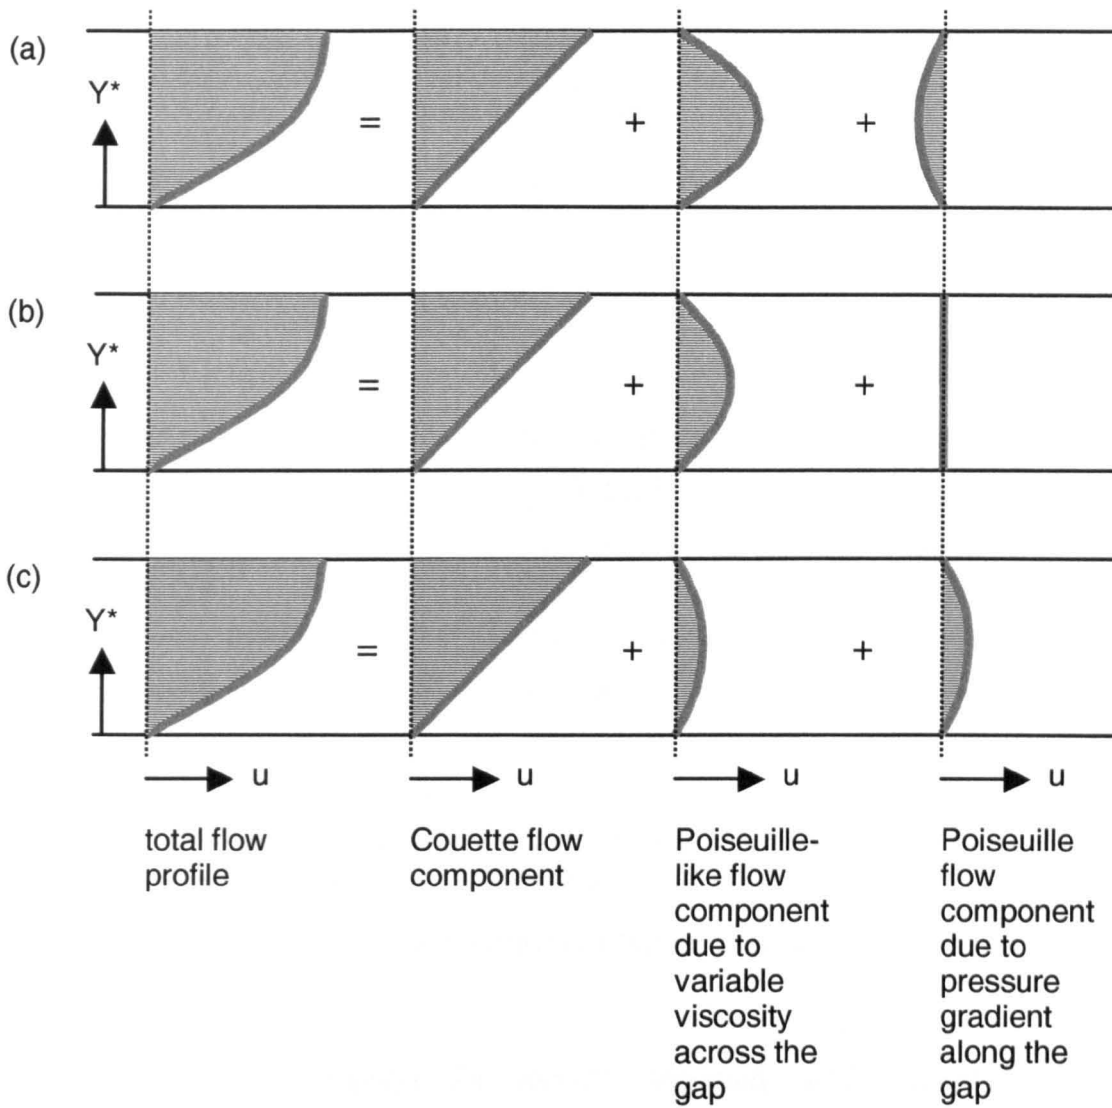 (a)
Y*
=
+
+
(b)
Y*
=
+
+
(c)
Y*
=
+
+
u
u
u
u
total flow
profile
Couette flow
component
Poiseuille-
like flow
component
due to
variable
viscosity
across the
gap
Poiseuille
flow
component
due to
pressure
gradient
along the
gap